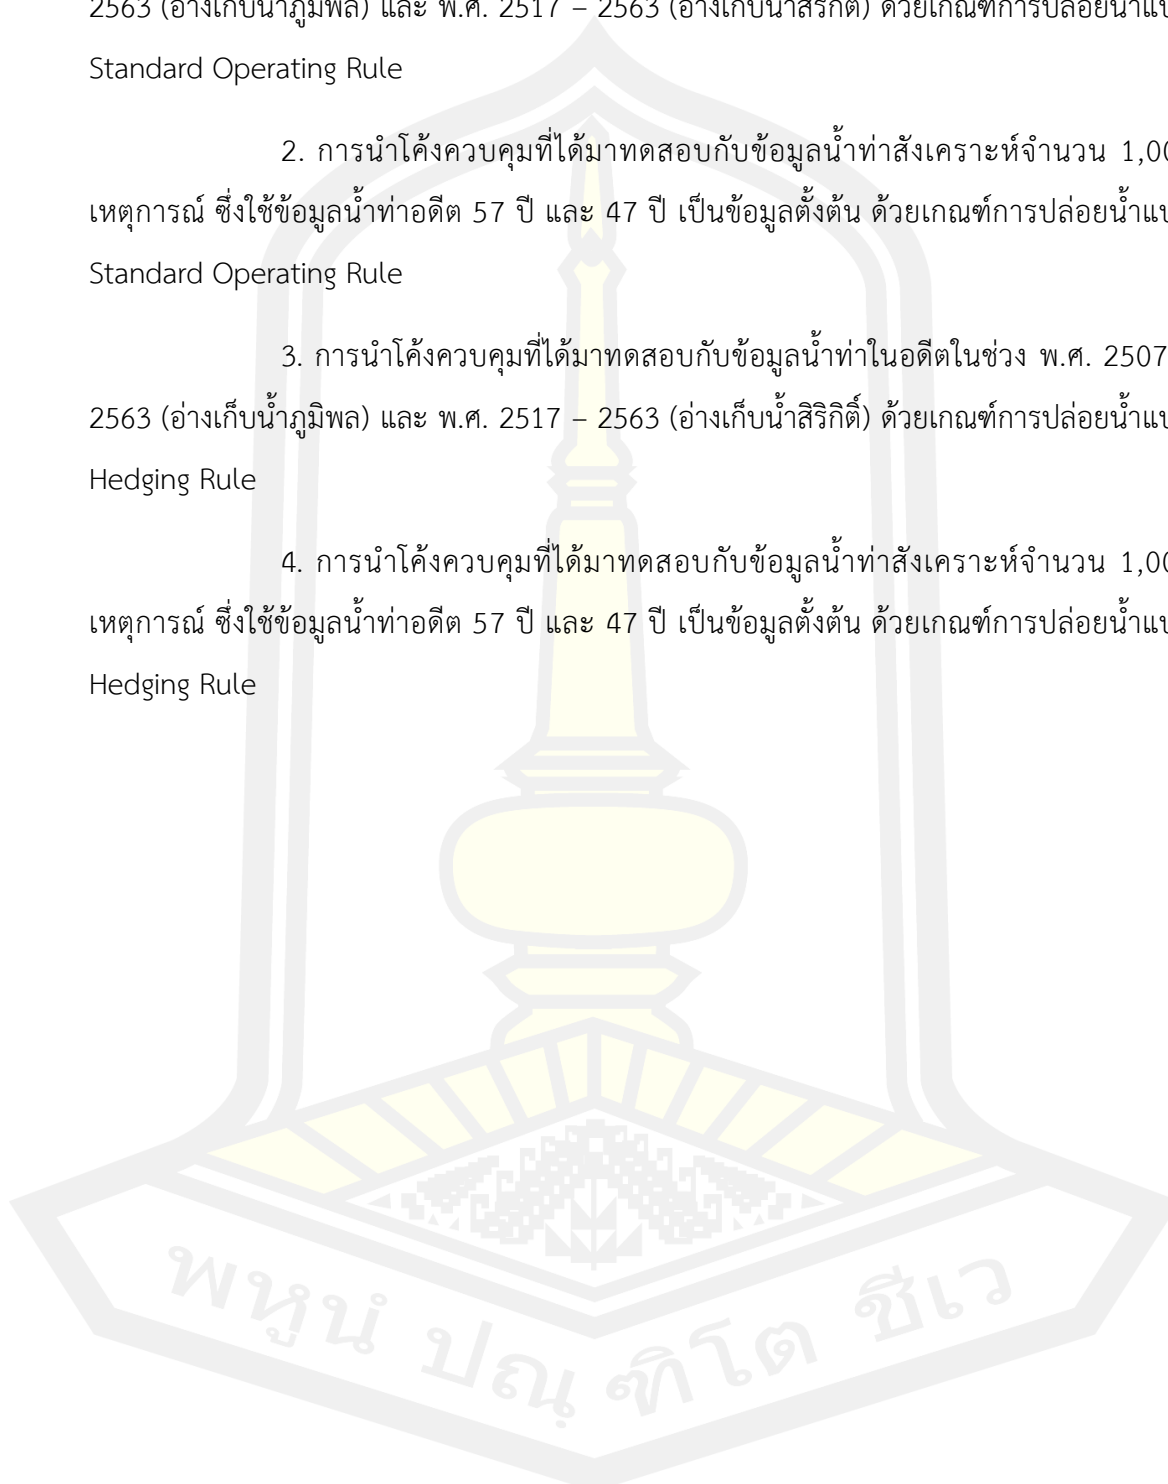 2563 (อ่างเก็บน้ำภูมิพล) และ พ.ศ. 2517 – 2563 (อ่างเก็บน้ำสิริกิติ์) ด้วยเกณฑ์การปล่อยน้ำ
Standard Operating Rule
2. การนำโค้งควบคุมที่ได้มาทดสอบกับข้อมูลน้ำท่าสังเคราะห์จำนวน
เหตุการณ์ ซึ่งใช้ข้อมูลน้ำท่าอดีต 57 ปี และ 47 ปี เป็นข้อมูลตั้งต้น ด้วยเกณฑ์การปล่อยน้ำ
Standard Operating Rule
3. การนำโค้งควบคุมที่ได้มาทดสอบกับข้อมูลน้ำท่าในอดีตในช่วง พ.ศ. 2507
2563 (อ่างเก็บน้ำภูมิพล) และ พ.ศ. 2517 – 2563 (อ่างเก็บน้ำสิริกิติ์) ด้วยเกณฑ์การปล่อยน้ำ
Hedging Rule
4. การนำโค้งควบคุมที่ได้มาทดสอบกับข้อมูลน้ำท่าสังเคราะห์จำนวน
เหตุการณ์ ซึ่งใช้ข้อมูลน้ำท่าอดีต 57 ปี และ 47 ปี เป็นข้อมูลตั้งต้น ด้วยเกณฑ์การปล่อยน้ำ
Hedging Rule
พหูนํ ปณฺฑิโต ชีเว